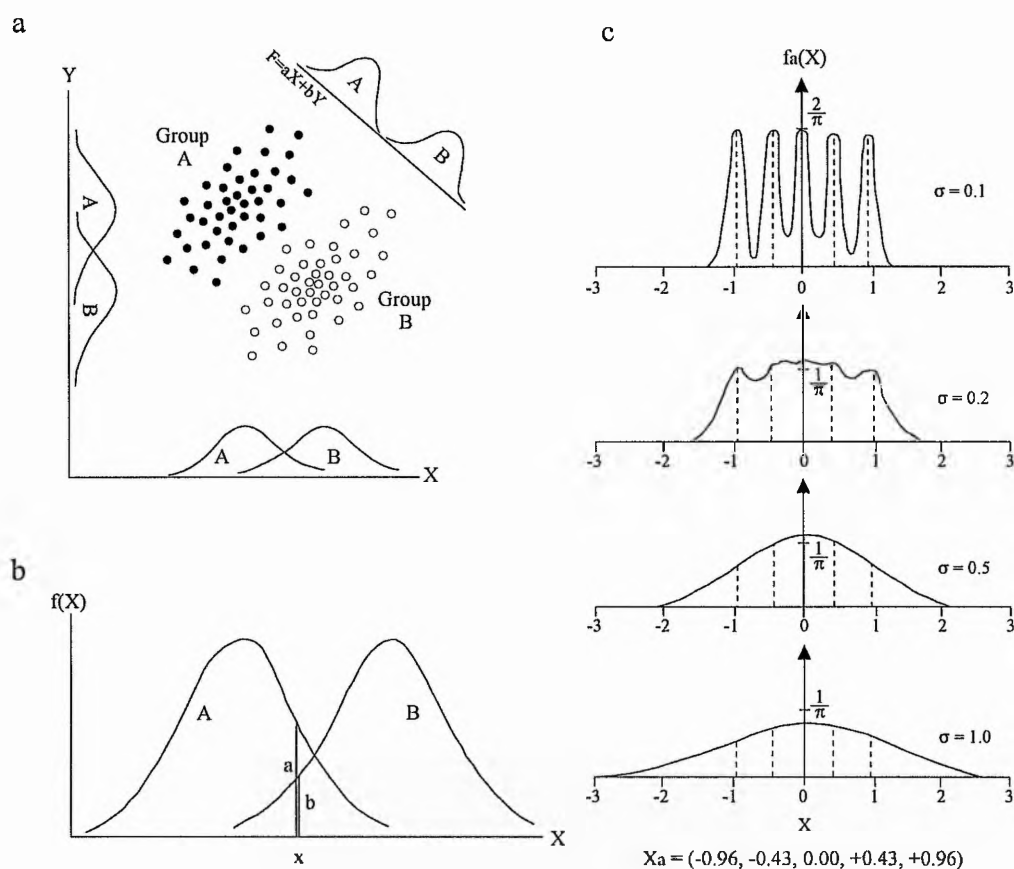 a
Y
F=aX+bY
A
B
Group
A
A
B
Group
B
A
B
X
b
f(X)
A
B
a
b
x
X
c
fa(X)
2/π
σ = 0.1
-3 -2 -1 0 1 2 3
1/π
σ = 0.2
-3 -2 -1 0 1 2 3
1/π
σ = 0.5
-3 -2 -1 0 1 2 3
1/π
σ = 1.0
-3 -2 -1 0 1 2 3
X
Xa = (-0.96, -0.43, 0.00, +0.43, +0.96)